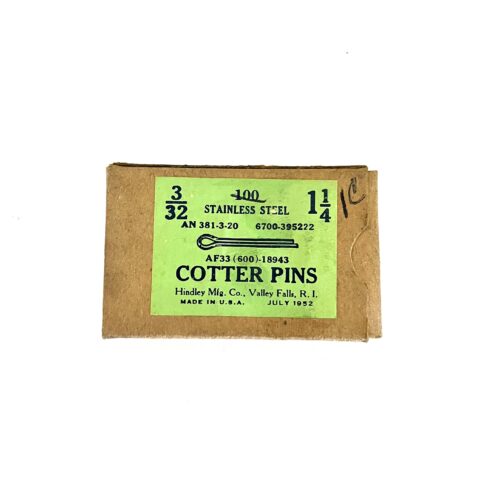 3/32 100 1 1/4
STAINLESS STEEL
AN 381-3-20 6700-395222
AF33(600)-18943
COTTER PINS
Hindley Mfg. Co., Valley Falls, R. I.
MADE IN U.S.A. JULY 1952
1¢